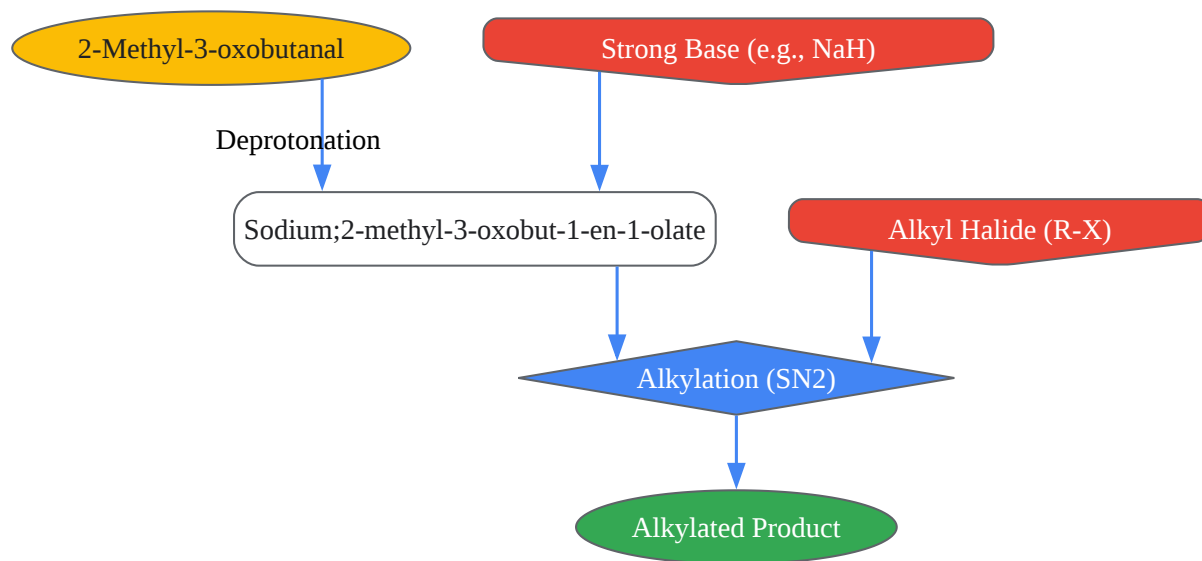 2-Methyl-3-oxobutanal
Strong Base (e.g., NaH)
Deprotonation
Sodium;2-methyl-3-oxobut-1-en-1-olate
Alkyl Halide (R-X)
Alkylation (SN2)
Alkylated Product